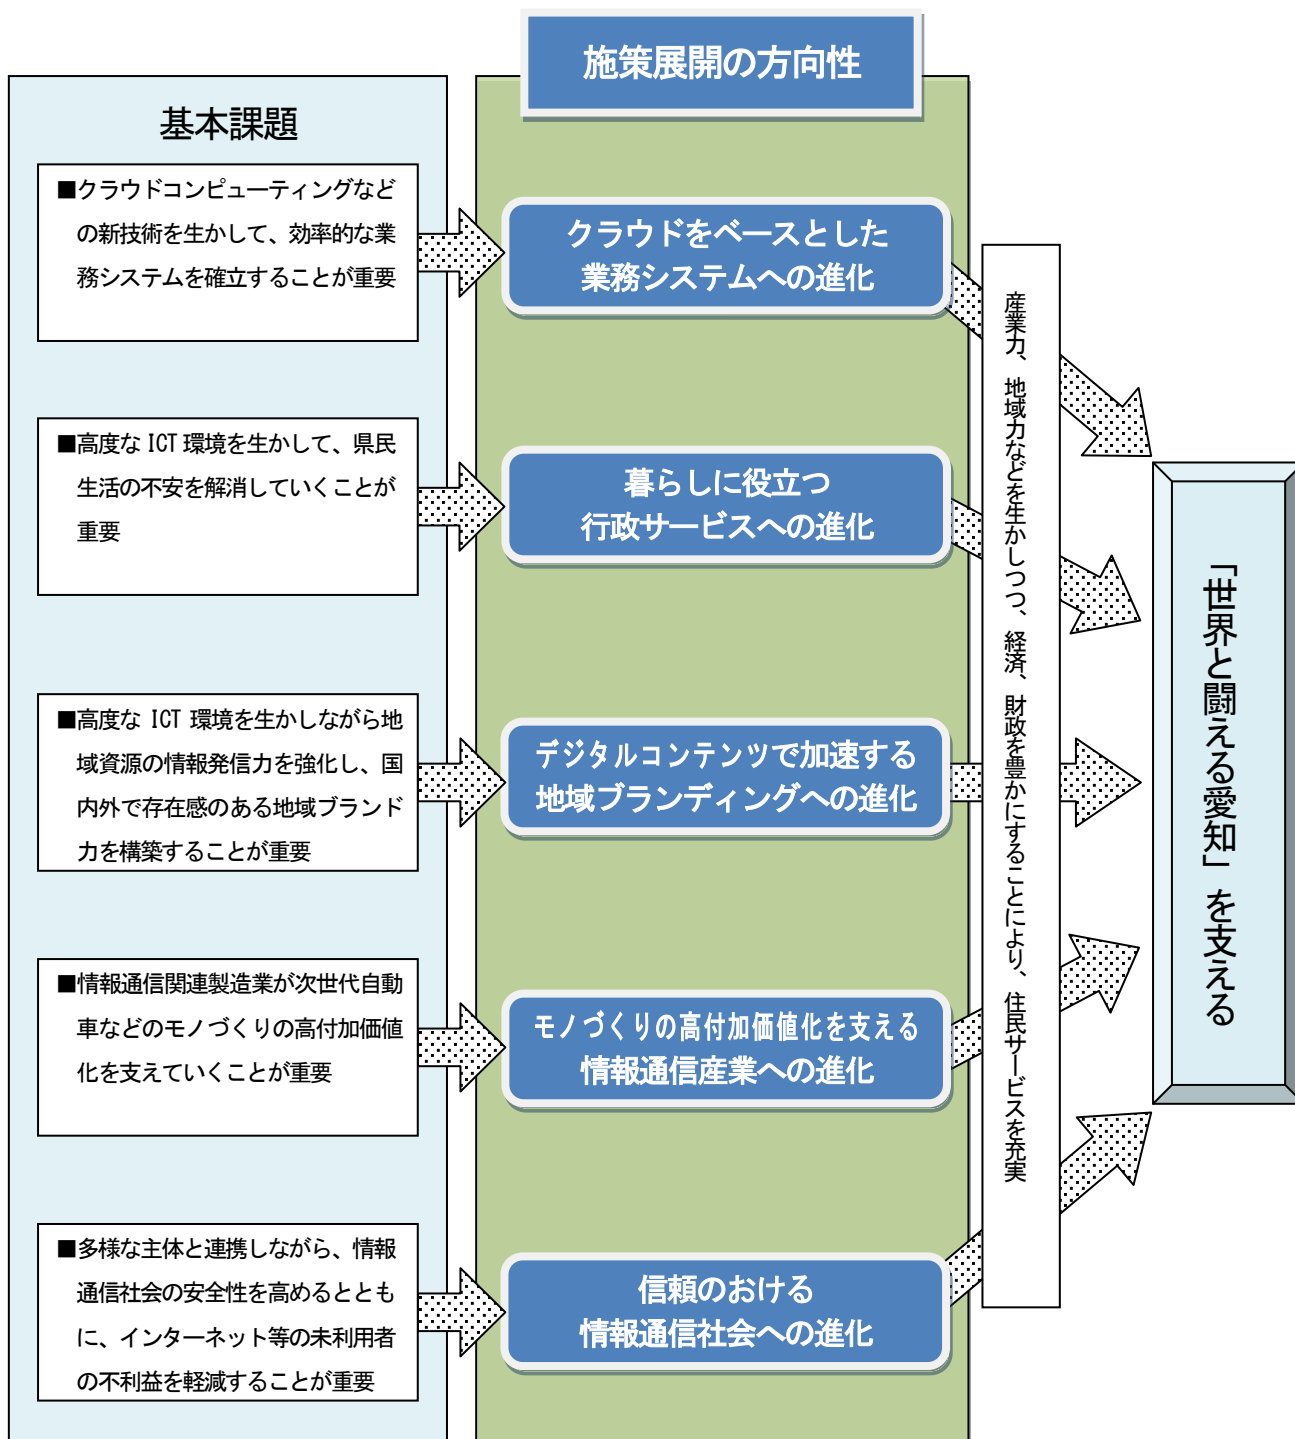 施策展開の方向性
基本課題
■クラウドコンピューティングなど
の新技術を生かして、効率的な業
務システムを確立することが重要
クラウドをベースとした
業務システムへの進化
■高度な ICT 環境を生かして、県民
生活の不安を解消していくことが
重要
暮らしに役立つ
行政サービスへの進化
■高度な ICT 環境を生かしながら地
域資源の情報発信力を強化し、国
内外で存在感のある地域ブランド
力を構築することが重要
デジタルコンテンツで加速する
地域ブランディングへの進化
■情報通信関連製造業が次世代自動
車などのモノづくりの高付加価値
化を支えていくことが重要
モノづくりの高付加価値化を支える
情報通信産業への進化
■多様な主体と連携しながら、情報
通信社会の安全性を高めるととも
に、インターネット等の未利用者
の不利益を軽減することが重要
信頼のおける
情報通信社会への進化
産業力、地域力などを生かしつつ、経済、財政を豊かにすることにより、住民サービスを充実
「世界と闘える愛知」を支える